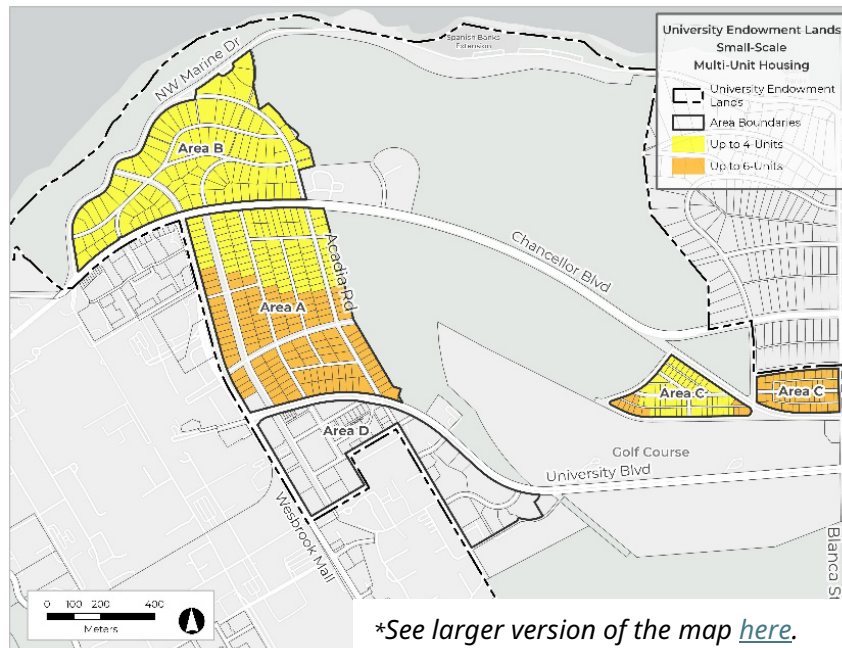 University Endowment Lands
Small-Scale
Multi-Unit Housing
University Endowment
Lands
Area Boundaries
Up to 4-Units
Up to 6-Units
Spanish Banks
Extension
NW Marine Dr
Area B
Chancellor Blvd
Acadia Rd
Area A
Area C
Area C
Area D
Golf Course
University Blvd
Wesbrook Mall
Blanca St
0 100 200 400
Meters
*See larger version of the map here.